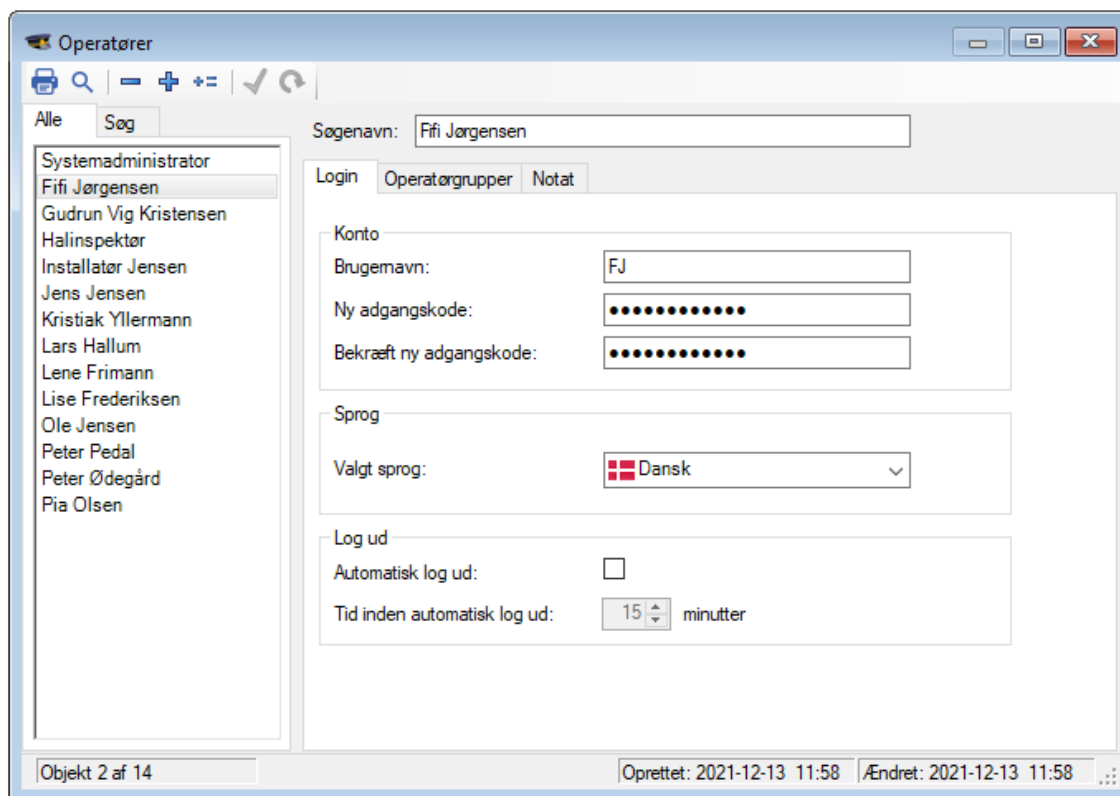 Operatører
Alle
Søg
Systemadministrator
Fifi Jørgensen
Gudrun Vig Kristensen
Halinspektør
Installatør Jensen
Jens Jensen
Kristiak Yllermann
Lars Hallum
Lene Frimann
Lise Frederiksen
Ole Jensen
Peter Pedal
Peter Ødegård
Pia Olsen
Søgenavn: Fifi Jørgensen
Login Operatørgrupper Notat
Konto
Brugernavn: FJ
Ny adgangskode: ●●●●●●●●●●●●
Bekræft ny adgangskode: ●●●●●●●●●●●●
Sprog
Valgt sprog: Dansk
Log ud
Automatisk log ud:
Tid inden automatisk log ud: 15 minutter
Objekt 2 af 14
Oprettet: 2021-12-13 11:58
Ændret: 2021-12-13 11:58